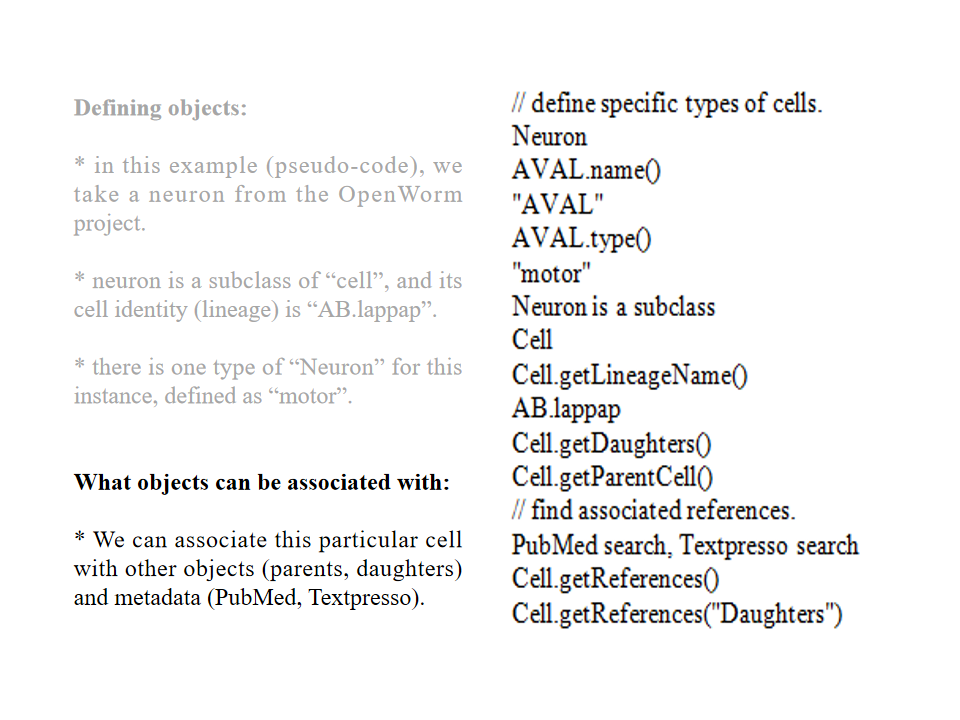 Defining objects:
* in this example (pseudo-code), we
take a neuron from the OpenWorm
project.
* neuron is a subclass of “cell”, and its
cell identity (lineage) is “AB.lappap”.
* there is one type of “Neuron” for this
instance, defined as “motor”.
What objects can be associated with:
* We can associate this particular cell
with other objects (parents, daughters)
and metadata (PubMed, Textpresso).
// define specific types of cells.
Neuron
AVAL.name()
"AVAL"
AVAL.type()
"motor"
Neuron is a subclass
Cell
Cell.getLineageName()
AB.lappap
Cell.getDaughters()
Cell.getParentCell()
// find associated references.
PubMed search, Textpresso search
Cell.getReferences()
Cell.getReferences("Daughters")